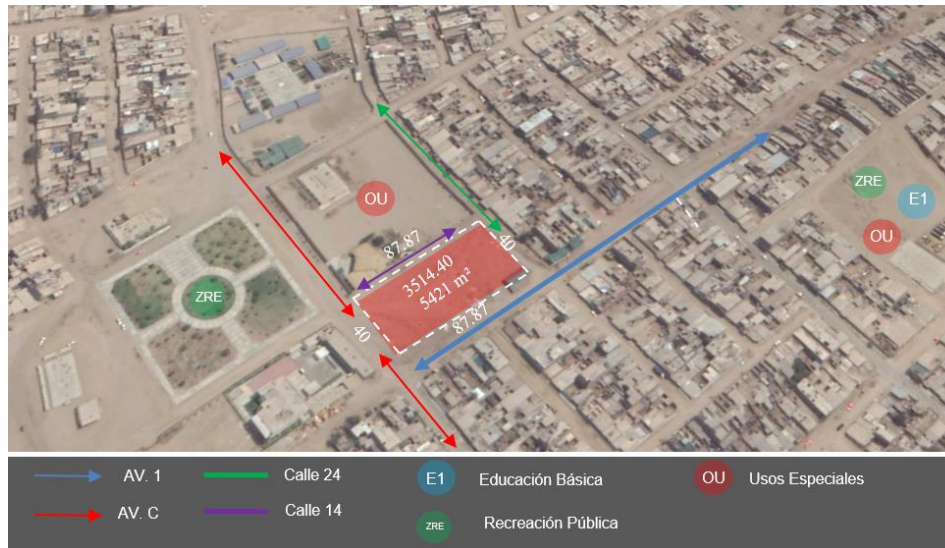 ZRE
E1
OU
OU
87.87
40
3514.40
5421 m²
ZRE
87.87
40
AV. 1
Calle 24
E1
Educación Básica
OU
Usos Especiales
AV. C
Calle 14
ZRE
Recreación Pública